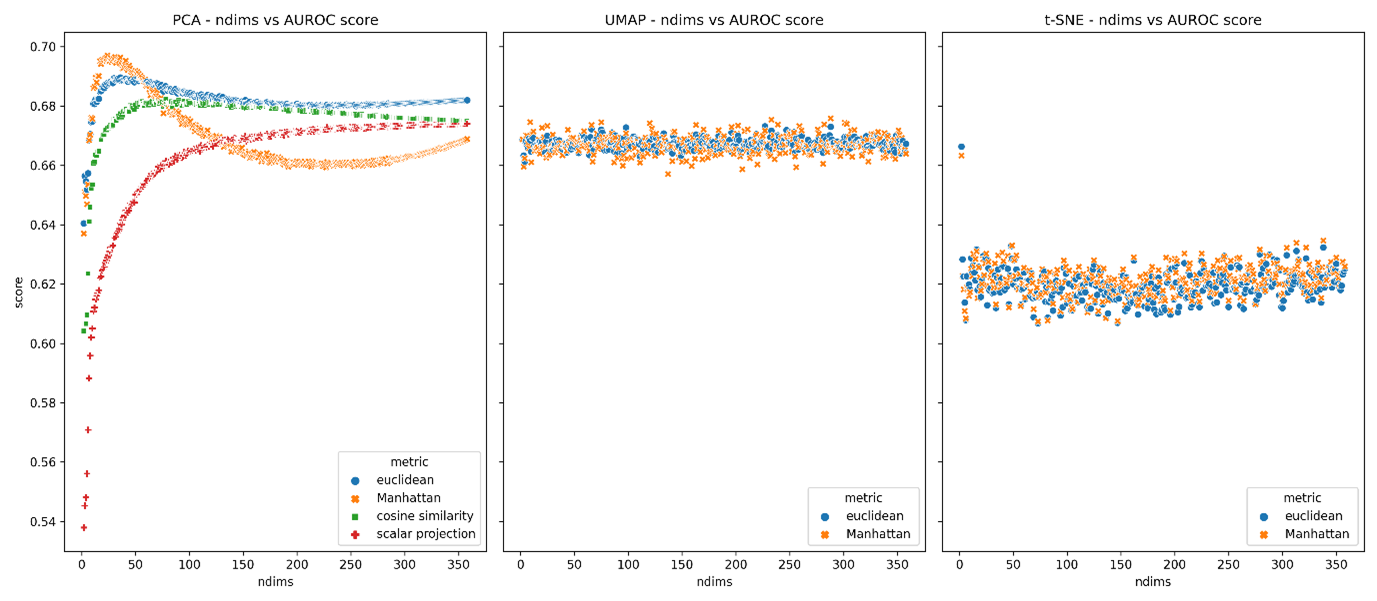 PCA - ndims vs AUROC score
score
0.70
0.68
0.66
0.64
0.62
0.60
0.58
0.56
0.54
metric
euclidean
Manhattan
cosine similarity
scalar projection
0 50 100 150 200 250 300 350
ndims
UMAP - ndims vs AUROC score
metric
euclidean
Manhattan
0 50 100 150 200 250 300 350
ndims
t-SNE - ndims vs AUROC score
metric
euclidean
Manhattan
0 50 100 150 200 250 300 350
ndims